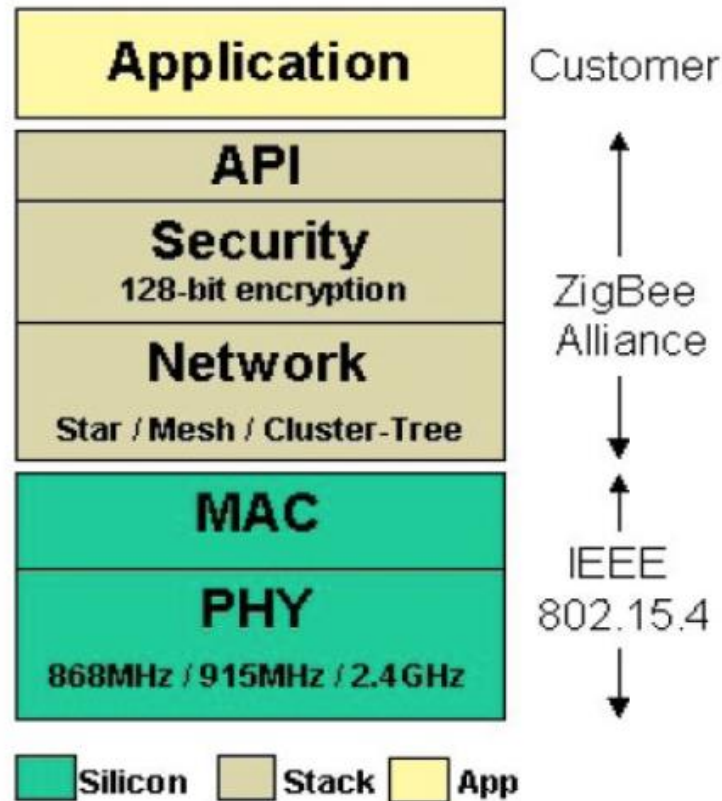 Application
Customer
API
Security
128-bit encryption
ZigBee
Alliance
Network
Star / Mesh / Cluster-Tree
MAC
IEEE
802.15.4
PHY
868MHz / 915MHz / 2.4GHz
Silicon Stack App